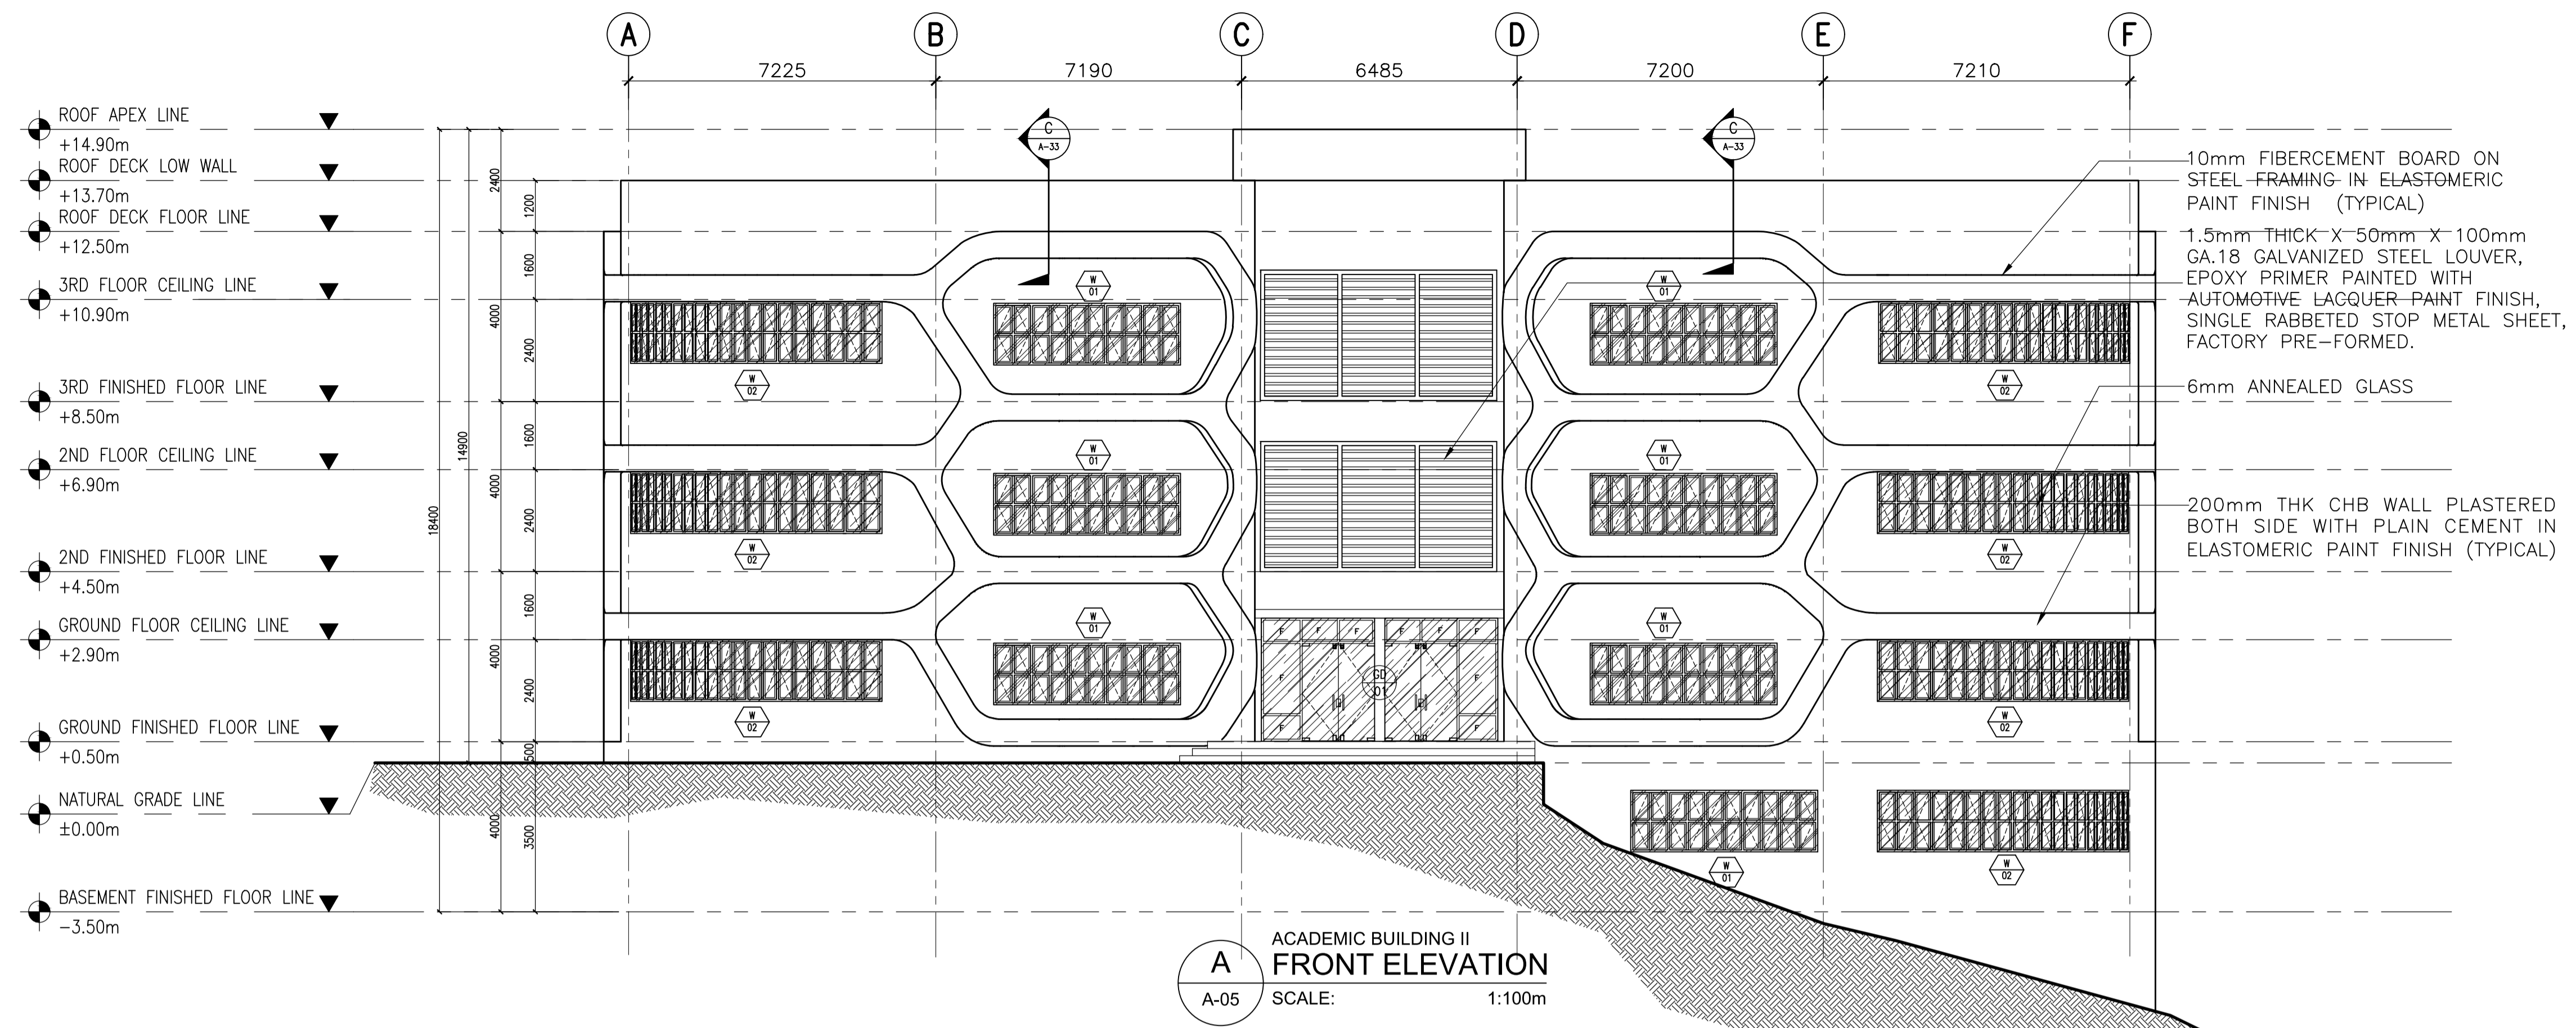 A B C D E F
7225 7190 6485 7200 7210
ROOF APEX LINE
+14.90m
ROOF DECK LOW WALL
+13.70m
ROOF DECK FLOOR LINE
+12.50m
3RD FLOOR CEILING LINE
+10.90m
3RD FINISHED FLOOR LINE
+8.50m
2ND FLOOR CEILING LINE
+6.90m
2ND FINISHED FLOOR LINE
+4.50m
GROUND FLOOR CEILING LINE
+2.90m
GROUND FINISHED FLOOR LINE
+0.50m
NATURAL GRADE LINE
±0.00m
BASEMENT FINISHED FLOOR LINE
−3.50m
18400
14900
2400
4000
4000
4000
4000
1200
1600
2400
1600
2400
1600
2400
500
3500
C
A-33
C
A-33
W
01
W
01
W
02
W
02
W
01
W
01
W
02
W
02
W
01
W
01
W
02
W
02
F F F F F F
F F
F F
GD
01
W
01
W
02
10mm FIBERCEMENT BOARD ON
STEEL FRAMING IN ELASTOMERIC
PAINT FINISH (TYPICAL)
1.5mm THICK X 50mm X 100mm
GA.18 GALVANIZED STEEL LOUVER,
EPOXY PRIMER PAINTED WITH
AUTOMOTIVE LACQUER PAINT FINISH,
SINGLE RABBETED STOP METAL SHEET,
FACTORY PRE-FORMED.
6mm ANNEALED GLASS
200mm THK CHB WALL PLASTERED
BOTH SIDE WITH PLAIN CEMENT IN
ELASTOMERIC PAINT FINISH (TYPICAL)
A
A-05
ACADEMIC BUILDING II
FRONT ELEVATION
SCALE: 1:100m